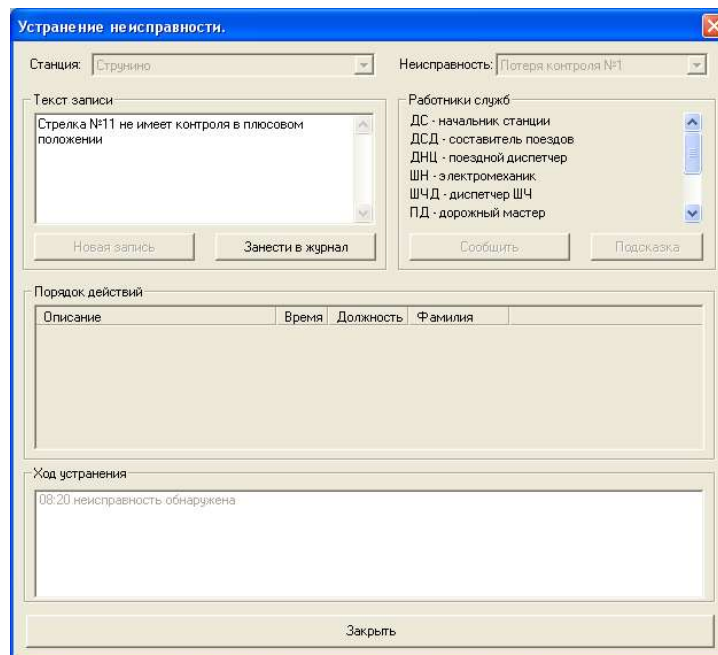 Устранение неисправности.
Станция: Струнино Неисправность: Потеря контроля №1
Текст записи
Стрелка №11 не имеет контроля в плюсовом
положении
Новая запись Занести в журнал
Работники служб
ДС - начальник станции
ДСД - составитель поездов
ДНЦ - поездной диспетчер
ШН - электромеханик
ШЧД - диспетчер ШЧ
ПД - дорожный мастер
Сообщить Подсказка
Порядок действий
Описание Время Должность Фамилия
Ход устранения
08:20 неисправность обнаружена
Закрыть